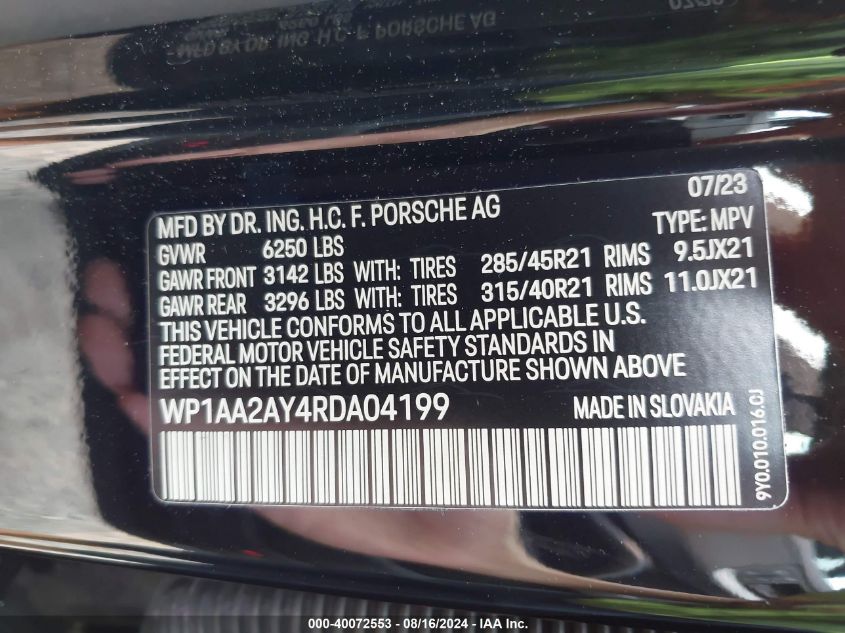 07/23
MFD BY DR. ING. H.C. F. PORSCHE AG
TYPE: MPV
GVWR 6250 LBS
GAWR FRONT 3142 LBS WITH: TIRES 285/45R21 RIMS 9.5JX21
GAWR REAR 3296 LBS WITH: TIRES 315/40R21 RIMS 11.0JX21
THIS VEHICLE CONFORMS TO ALL APPLICABLE U.S.
FEDERAL MOTOR VEHICLE SAFETY STANDARDS IN
EFFECT ON THE DATE OF MANUFACTURE SHOWN ABOVE
WP1AA2AY4RDA04199 MADE IN SLOVAKIA
9Y0.010.016.CJ
000-40072553 - 08/16/2024 - IAA Inc.